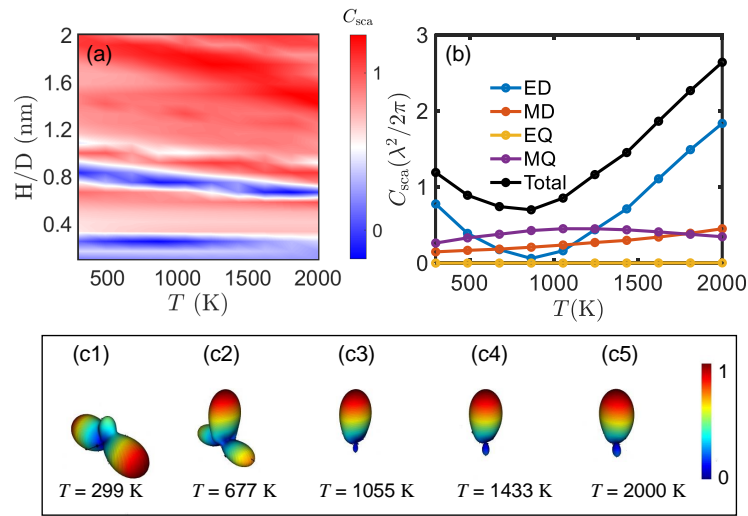 C_sca
(a)
2
1.6
1.2
0.8
0.4
H/D (nm)
500
1000
1500
2000
T (K)
1
0
(b)
3
2
1
0
C_sca(λ²/2π)
ED
MD
EQ
MQ
Total
500
1000
1500
2000
T(K)
(c1)
(c2)
(c3)
(c4)
(c5)
T = 299 K
T = 677 K
T = 1055 K
T = 1433 K
T = 2000 K
1
0